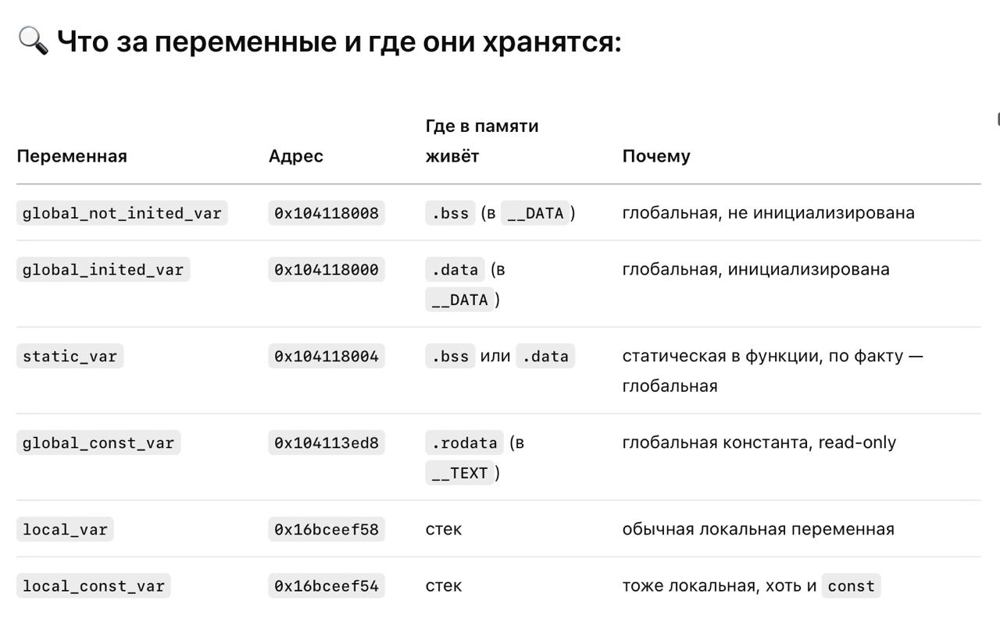 🔍 Что за переменные и где они хранятся:
Где в памяти
Переменная Адрес живёт Почему
global_not_inited_var 0x104118008 .bss (в __DATA) глобальная, не инициализирована
global_inited_var 0x104118000 .data (в глобальная, инициализирована
__DATA)
static_var 0x104118004 .bss или .data статическая в функции, по факту —
глобальная
global_const_var 0x104113ed8 .rodata (в глобальная константа, read-only
__TEXT)
local_var 0x16bceef58 стек обычная локальная переменная
local_const_var 0x16bceef54 стек тоже локальная, хоть и const